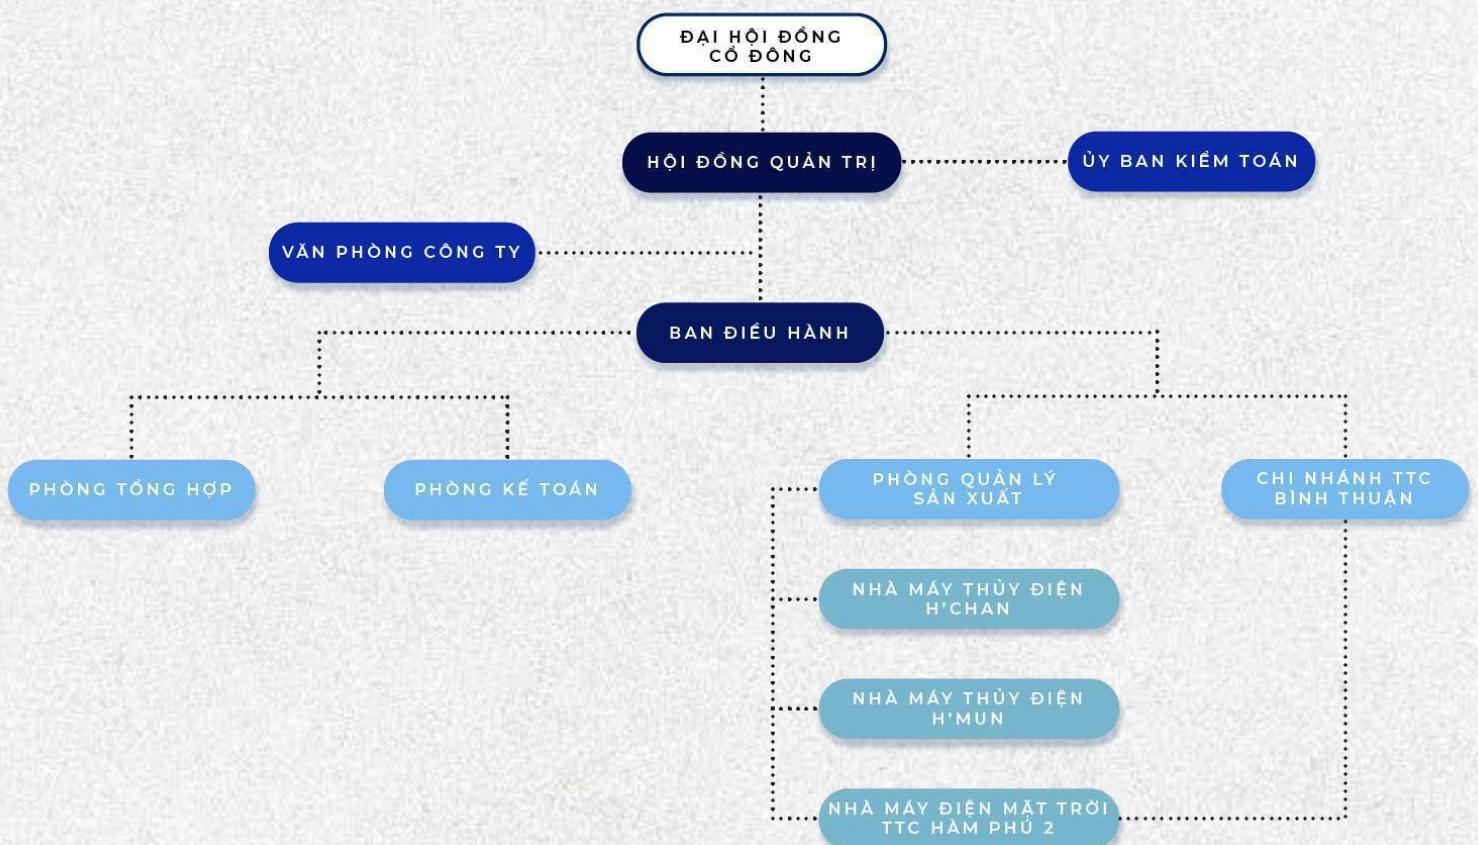 ĐẠI HỘI ĐỒNG
CỔ ĐÔNG
HỘI ĐỒNG QUẢN TRỊ
ỦY BAN KIỂM TOÁN
VĂN PHÒNG CÔNG TY
BAN ĐIỀU HÀNH
PHÒNG TỔNG HỢP
PHÒNG KẾ TOÁN
PHÒNG QUẢN LÝ
SẢN XUẤT
CHI NHÁNH TTC
BÌNH THUẬN
NHÀ MÁY THỦY ĐIỆN
H'CHAN
NHÀ MÁY THỦY ĐIỆN
H'MUN
NHÀ MÁY ĐIỆN MẶT TRỜI
TTC HÀM PHÚ 2